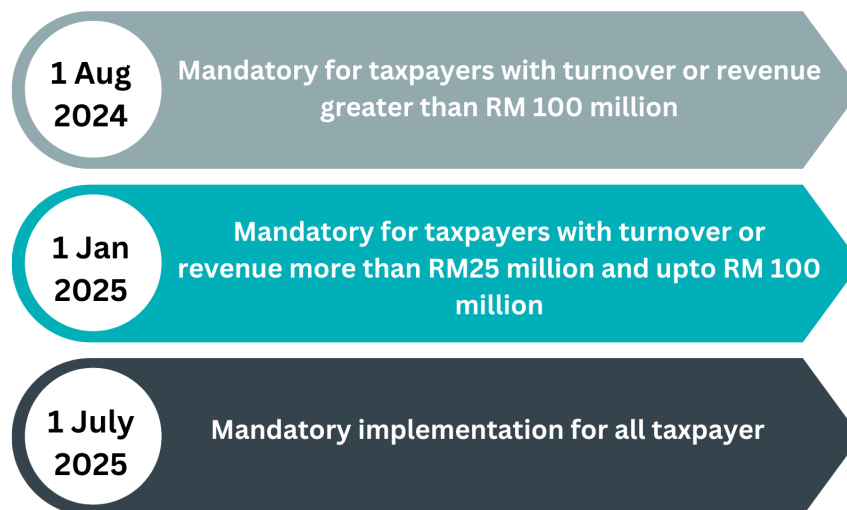 1 Aug
2024
Mandatory for taxpayers with turnover or revenue
greater than RM 100 million
1 Jan
2025
Mandatory for taxpayers with turnover or
revenue more than RM25 million and upto RM 100
million
1 July
2025
Mandatory implementation for all taxpayer